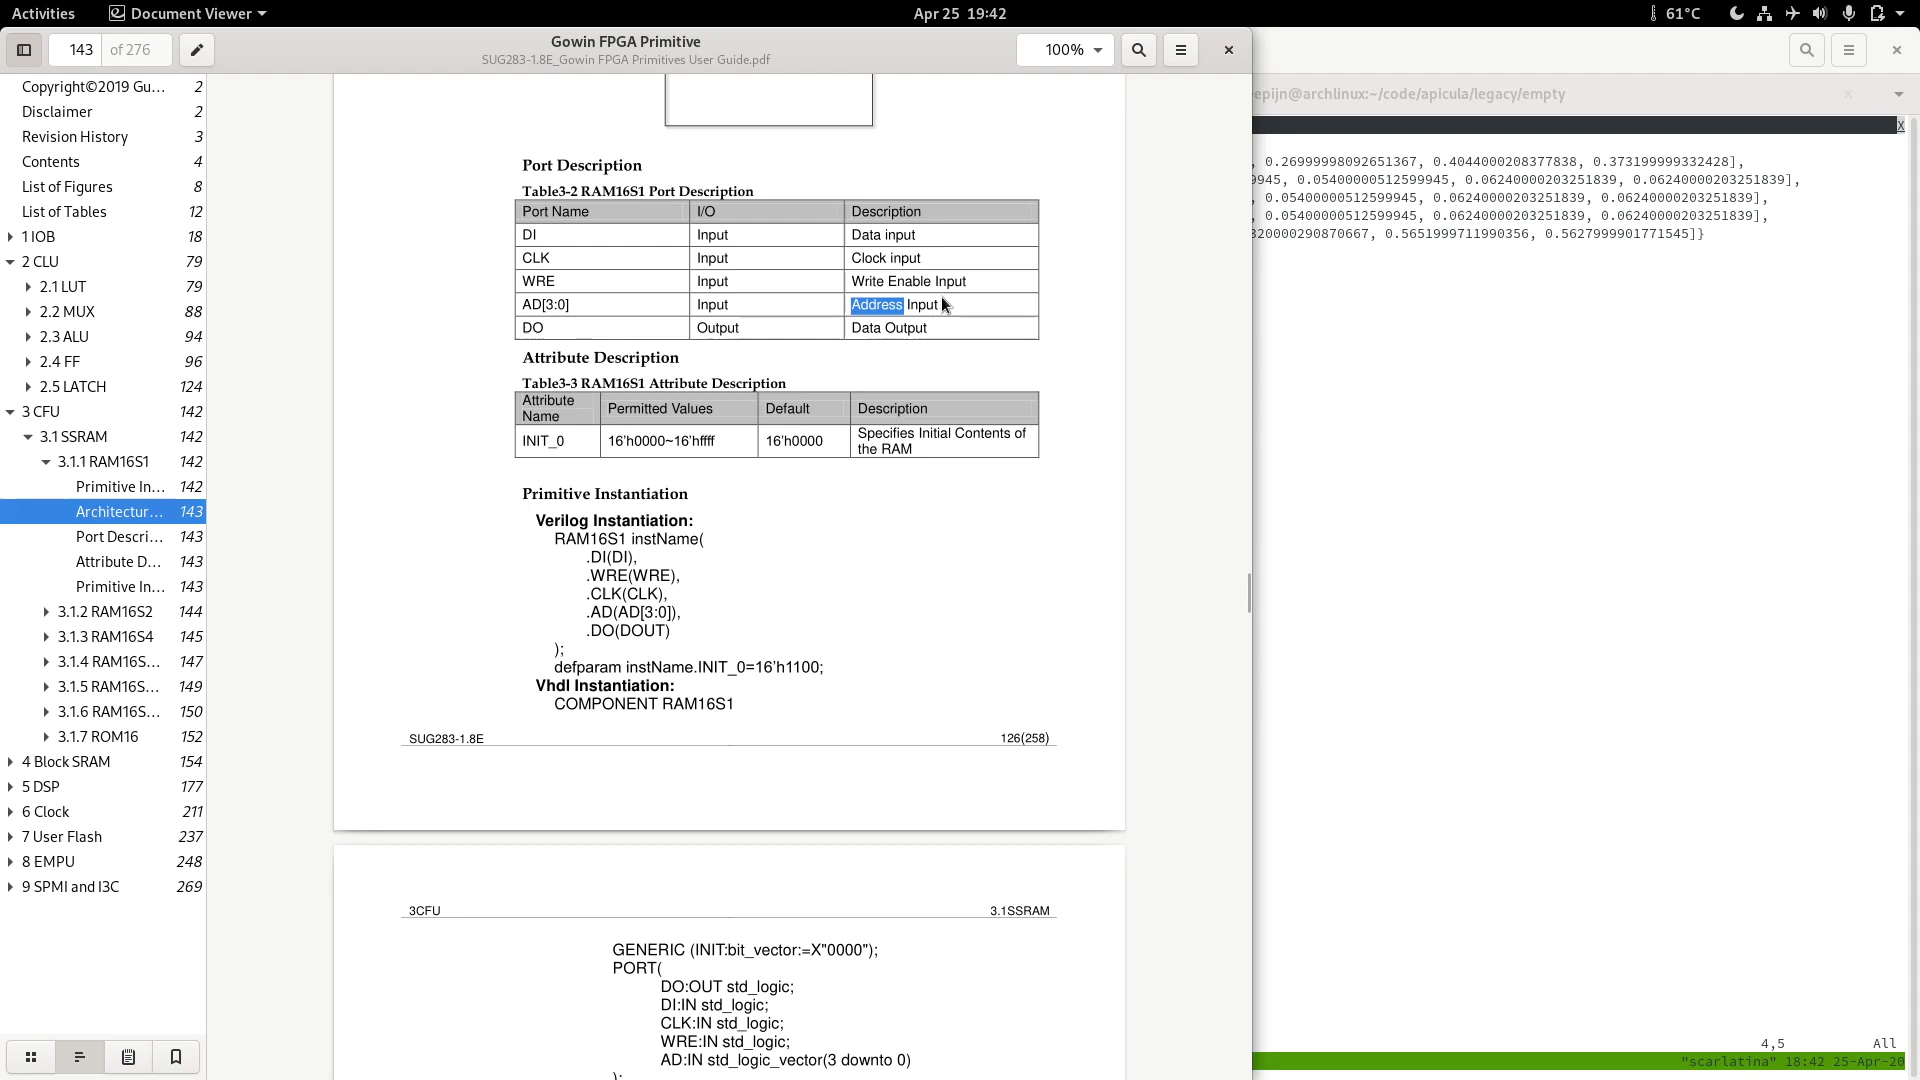 Activities
Document Viewer
Apr 25 19:42
61°C
143 of 276
Gowin FPGA Primitive
SUG283-1.8E_Gowin FPGA Primitives User Guide.pdf
100%
Copyright©2019 Gu... 2
Disclaimer 2
Revision History 3
Contents 4
List of Figures 8
List of Tables 12
1 IOB 18
2 CLU 79
2.1 LUT 79
2.2 MUX 88
2.3 ALU 94
2.4 FF 96
2.5 LATCH 124
3 CFU 142
3.1 SSRAM 142
3.1.1 RAM16S1 142
Primitive In... 142
Architectur... 143
Port Descri... 143
Attribute D... 143
Primitive In... 143
3.1.2 RAM16S2 144
3.1.3 RAM16S4 145
3.1.4 RAM16S... 147
3.1.5 RAM16S... 149
3.1.6 RAM16S... 150
3.1.7 ROM16 152
4 Block SRAM 154
5 DSP 177
6 Clock 211
7 User Flash 237
8 EMPU 248
9 SPMI and I3C 269
Port Description
Table3-2 RAM16S1 Port Description
Port Name I/O Description
DI Input Data input
CLK Input Clock input
WRE Input Write Enable Input
AD[3:0] Input Address Input
DO Output Data Output
Attribute Description
Table3-3 RAM16S1 Attribute Description
Attribute Name Permitted Values Default Description
INIT_0 16'h0000~16'hffff 16'h0000 Specifies Initial Contents of
the RAM
Primitive Instantiation
Verilog Instantiation:
RAM16S1 instName(
.DI(DI),
.WRE(WRE),
.CLK(CLK),
.AD(AD[3:0]),
.DO(DOUT)
);
defparam instName.INIT_0=16'h1100;
Vhdl Instantiation:
COMPONENT RAM16S1
SUG283-1.8E 126(258)
3CFU 3.1SSRAM
GENERIC (INIT:bit_vector:=X"0000");
PORT(
DO:OUT std_logic;
DI:IN std_logic;
CLK:IN std_logic;
WRE:IN std_logic;
AD:IN std_logic_vector(3 downto 0)
);
epijn@archlinux:~/code/apicula/legacy/empty
X
, 0.26999998092651367, 0.4044000208377838, 0.373199999332428],
9945, 0.05400000512599945, 0.06240000203251839, 0.06240000203251839],
, 0.05400000512599945, 0.06240000203251839, 0.06240000203251839],
, 0.05400000512599945, 0.06240000203251839, 0.06240000203251839],
820000290870667, 0.5651999711990356, 0.5627999901771545]}
4,5 All
"scarlatina" 18:42 25-Apr-20